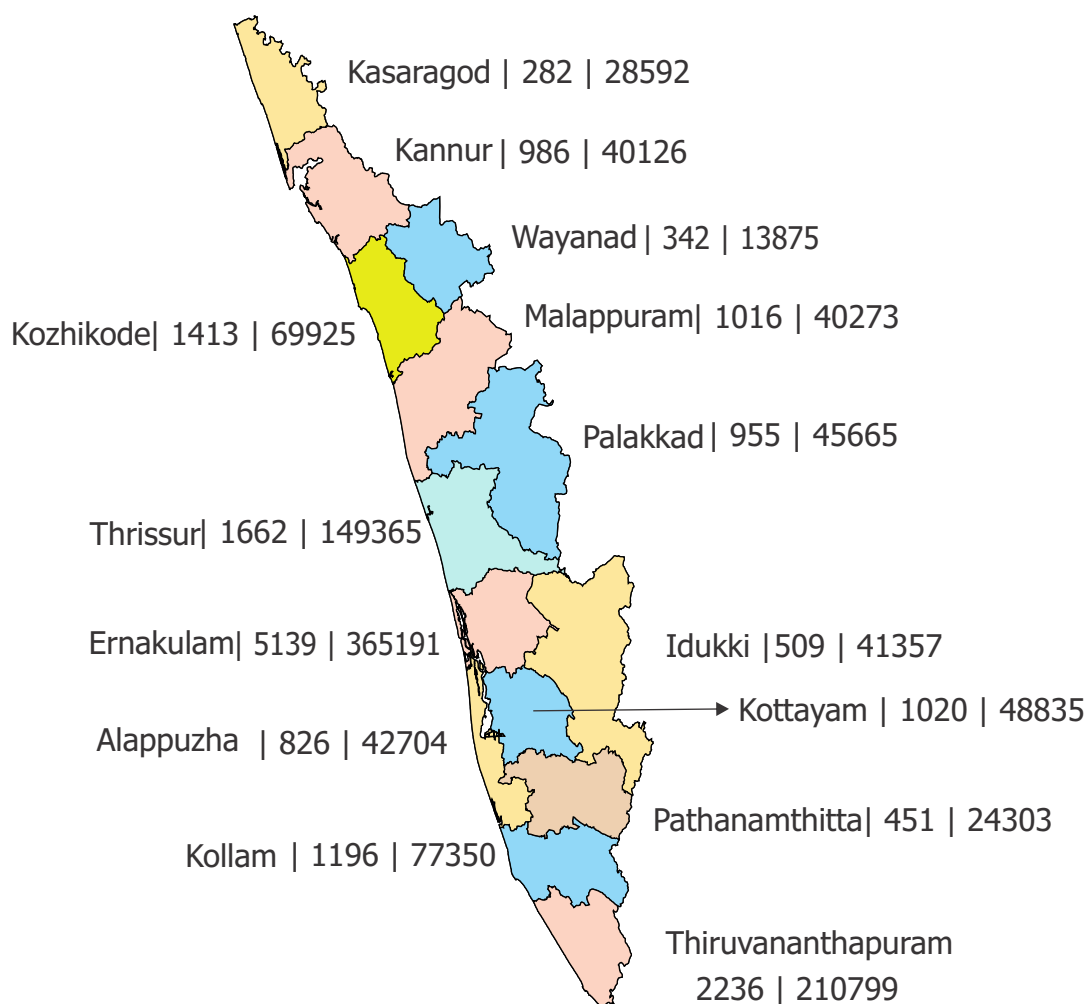 Kasaragod | 282 | 28592
Kannur | 986 | 40126
Wayanad | 342 | 13875
Malappuram| 1016 | 40273
Kozhikode| 1413 | 69925
Palakkad | 955 | 45665
Thrissur| 1662 | 149365
Ernakulam| 5139 | 365191
Idukki |509 | 41357
Kottayam | 1020 | 48835
Alappuzha | 826 | 42704
Pathanamthitta| 451 | 24303
Kollam | 1196 | 77350
Thiruvananthapuram
2236 | 210799